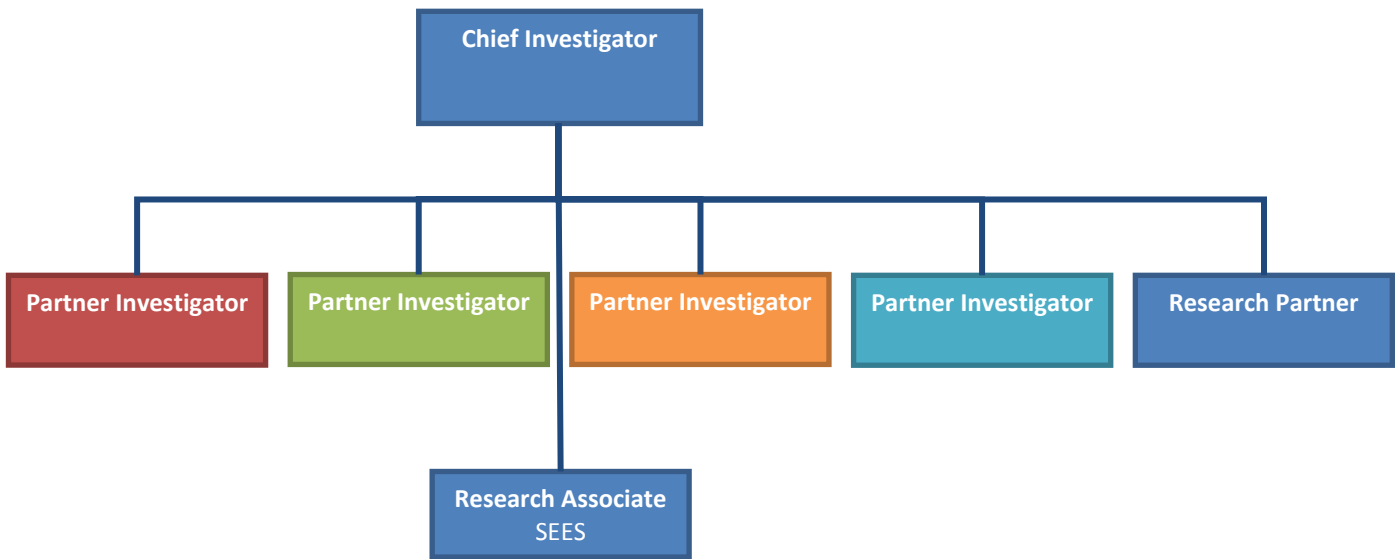 Chief Investigator
Partner Investigator
Partner Investigator
Partner Investigator
Partner Investigator
Research Partner
Research Associate
SEES